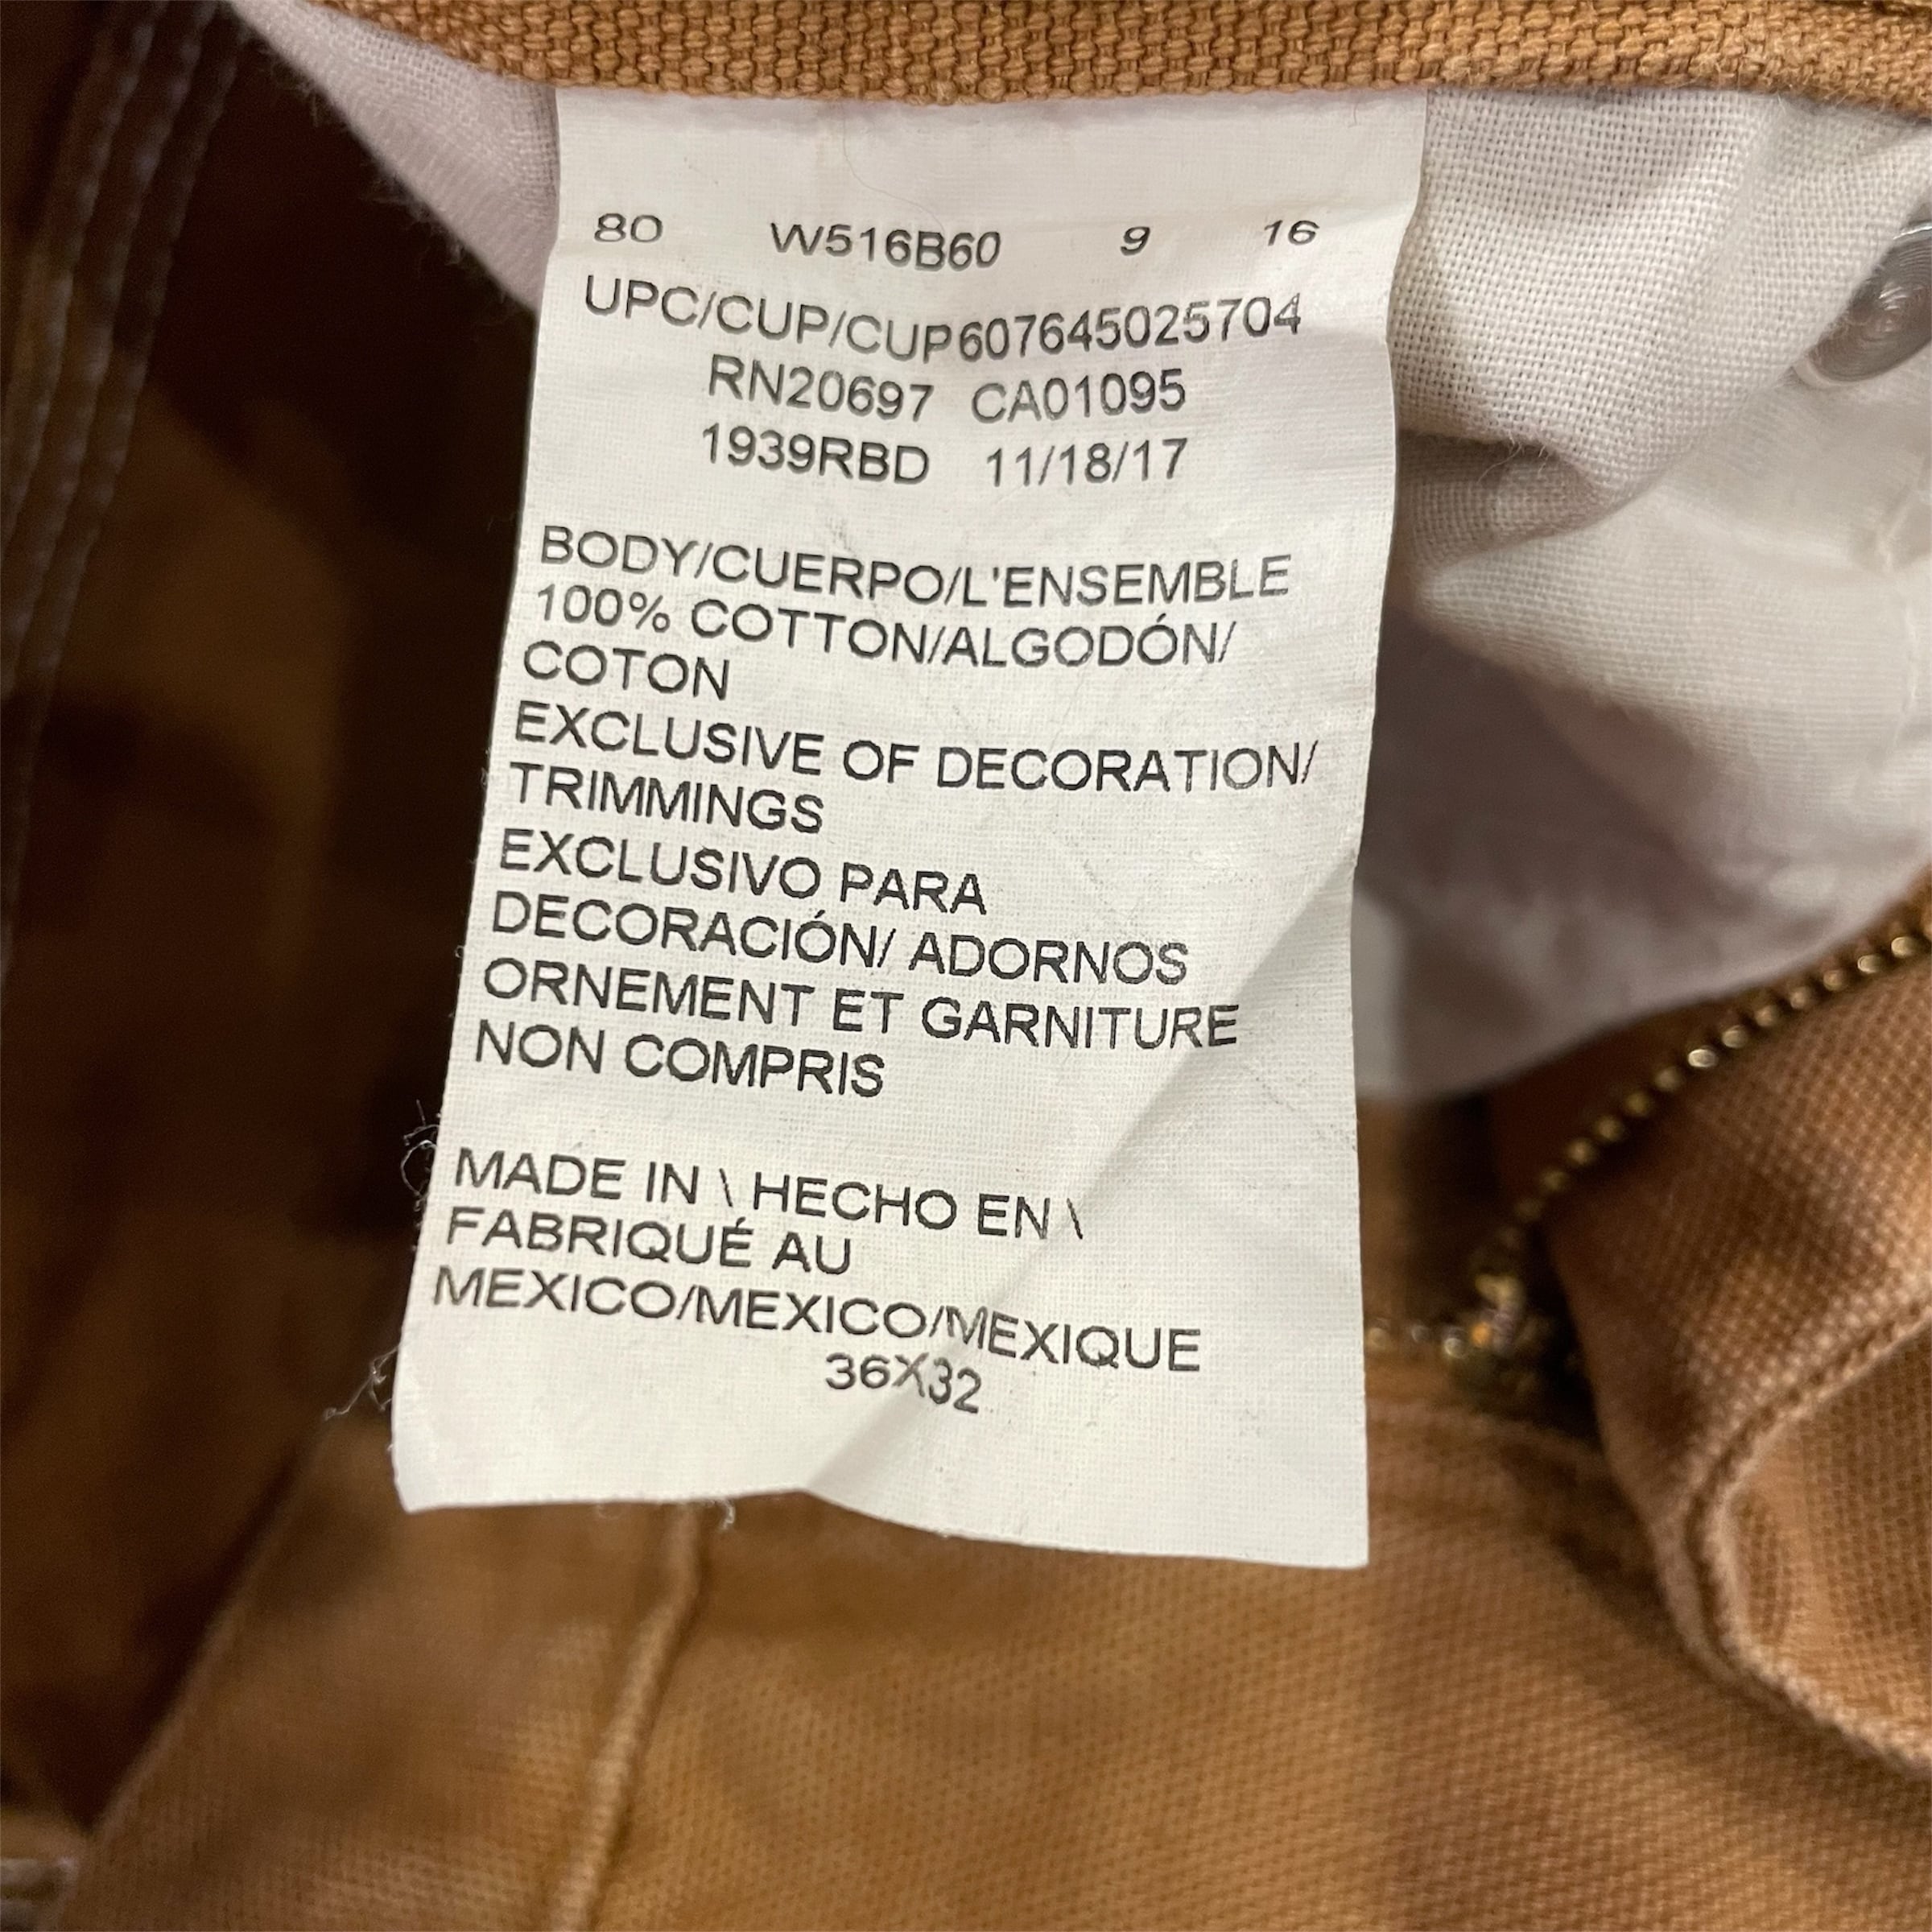 80 W516B60 9 16
UPC/CUP/CUP607645025704
RN20697 CA01095
1939RBD 11/18/17
BODY/CUERPO/L'ENSEMBLE
100% COTTON/ALGODÓN/
COTON
EXCLUSIVE OF DECORATION/
TRIMMINGS
EXCLUSIVO PARA
DECORACIÓN/ ADORNOS
ORNEMENT ET GARNITURE
NON COMPRIS
MADE IN \ HECHO EN \
FABRIQUÉ AU
MEXICO/MEXICO/MEXIQUE
36X32